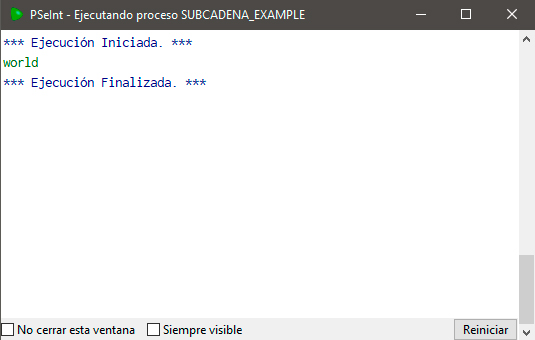 PSeInt - Ejecutando proceso SUBCADENA_EXAMPLE
*** Ejecución Iniciada. ***
world
*** Ejecución Finalizada. ***
No cerrar esta ventana Siempre visible Reiniciar